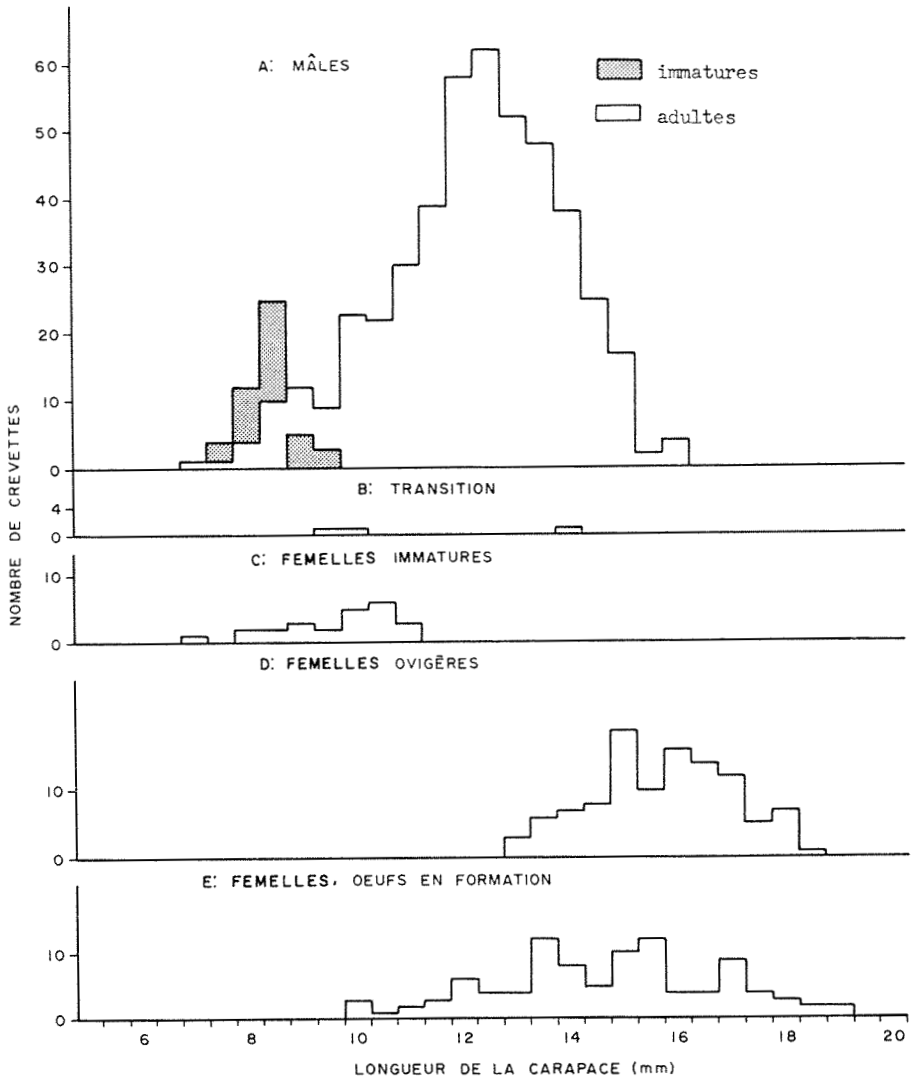 A: MÂLES
immatures
adultes
60
50
40
30
20
10
0
B: TRANSITION
4
0
C: FEMELLES IMMATURES
10
0
D: FEMELLES OVIGÈRES
10
0
E: FEMELLES, OEUFS EN FORMATION
10
0
6 8 10 12 14 16 18 20
LONGUEUR DE LA CARAPACE (mm)
NOMBRE DE CREVETTES